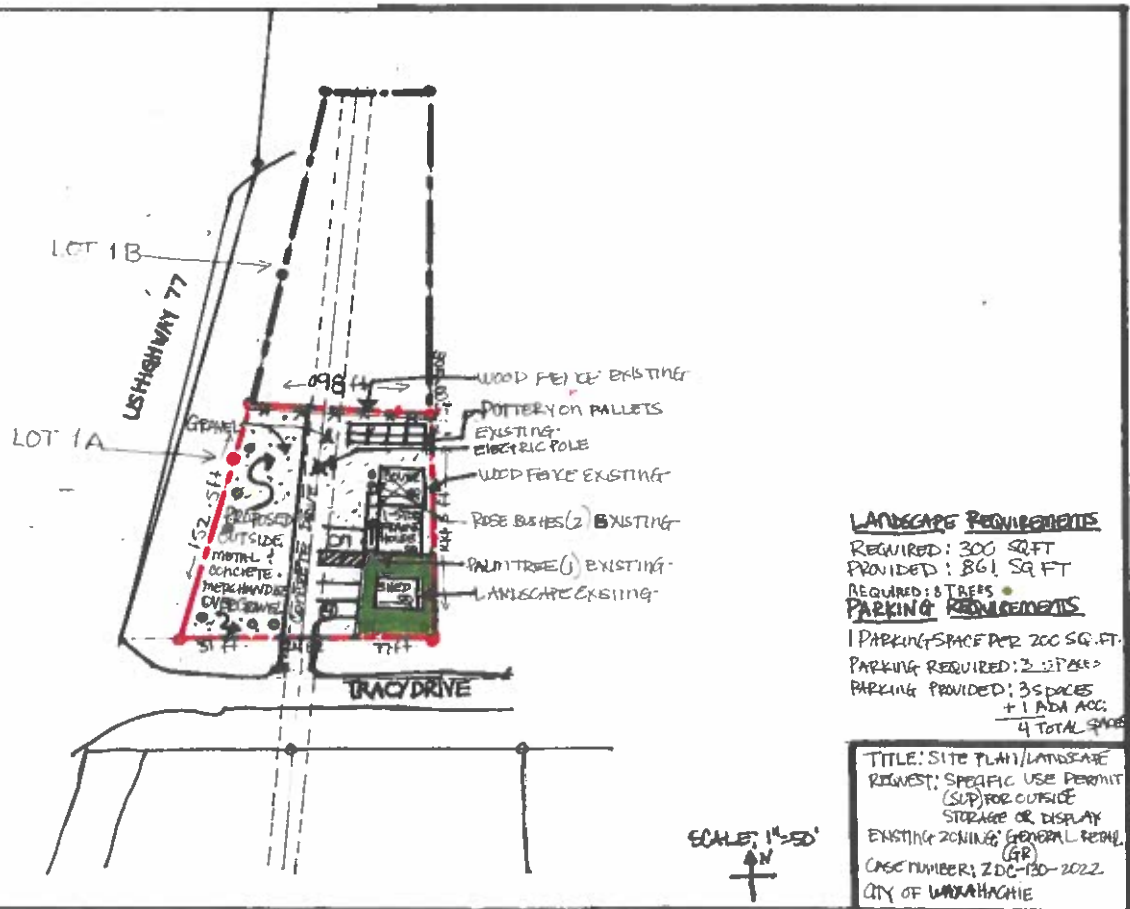 LOT 1B
US HIGHWAY 77
098 ft
WOOD FENCE EXISTING
POTTERY ON PALLETS
EXISTING
ELECTRIC POLE
GRAVEL
LOT 1A
WOOD FENCE EXISTING
152.5 ft
PROPOSED
OUTSIDE
METAL &
CONCRETE
MERCHANDISE
OVER GRAVEL
CONCRETE DRIVE
HOUSE
ROSE BUSHES (2) EXISTING
PALM TREE (1) EXISTING
SHED
LANDSCAPE EXISTING
51 ft
77 ft
TRACY DRIVE
LANDSCAPE REQUIREMENTS
REQUIRED: 300 SQ FT
PROVIDED: 861 SQ FT
REQUIRED: 8 TREES
PARKING REQUIREMENTS
1 PARKING SPACE PER 200 SQ. FT.
PARKING REQUIRED: 3 SPACES
PARKING PROVIDED: 3 SPACES
+ 1 ADA ACC.
4 TOTAL SPACES
SCALE: 1"=50'
N
TITLE: SITE PLAN/LANDSCAPE
REQUEST: SPECIFIC USE PERMIT
(SUP) FOR OUTSIDE
STORAGE OR DISPLAY
EXISTING ZONING: GENERAL RETAIL
(GR)
CASE NUMBER: ZDC-130-2022
CITY OF WAXAHACHIE